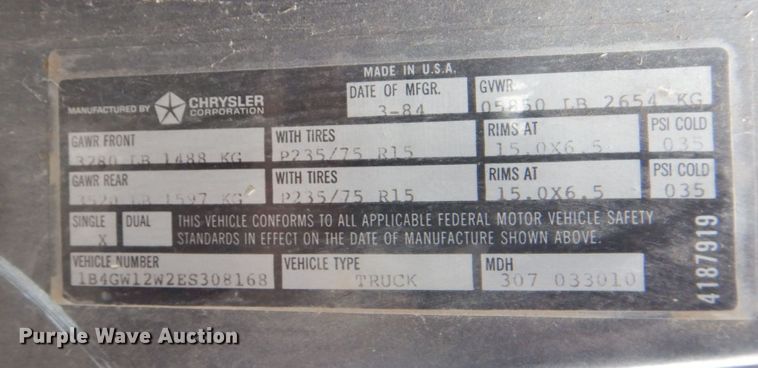 MADE IN U.S.A.
MANUFACTURED BY CHRYSLER CORPORATION
DATE OF MFGR. 3-84
GVWR 05850 LB 2654 KG
GAWR FRONT 3280 LB 1488 KG
WITH TIRES P235/75 R15
RIMS AT 15.0X6.5
PSI COLD 035
GAWR REAR 3520 LB 1597 KG
WITH TIRES P235/75 R15
RIMS AT 15.0X6.5
PSI COLD 035
SINGLE X
DUAL
THIS VEHICLE CONFORMS TO ALL APPLICABLE FEDERAL MOTOR VEHICLE SAFETY
STANDARDS IN EFFECT ON THE DATE OF MANUFACTURE SHOWN ABOVE.
VEHICLE NUMBER 1B4GW12W2ES308168
VEHICLE TYPE TRUCK
MDH 307 033010
4187919
Purple Wave Auction